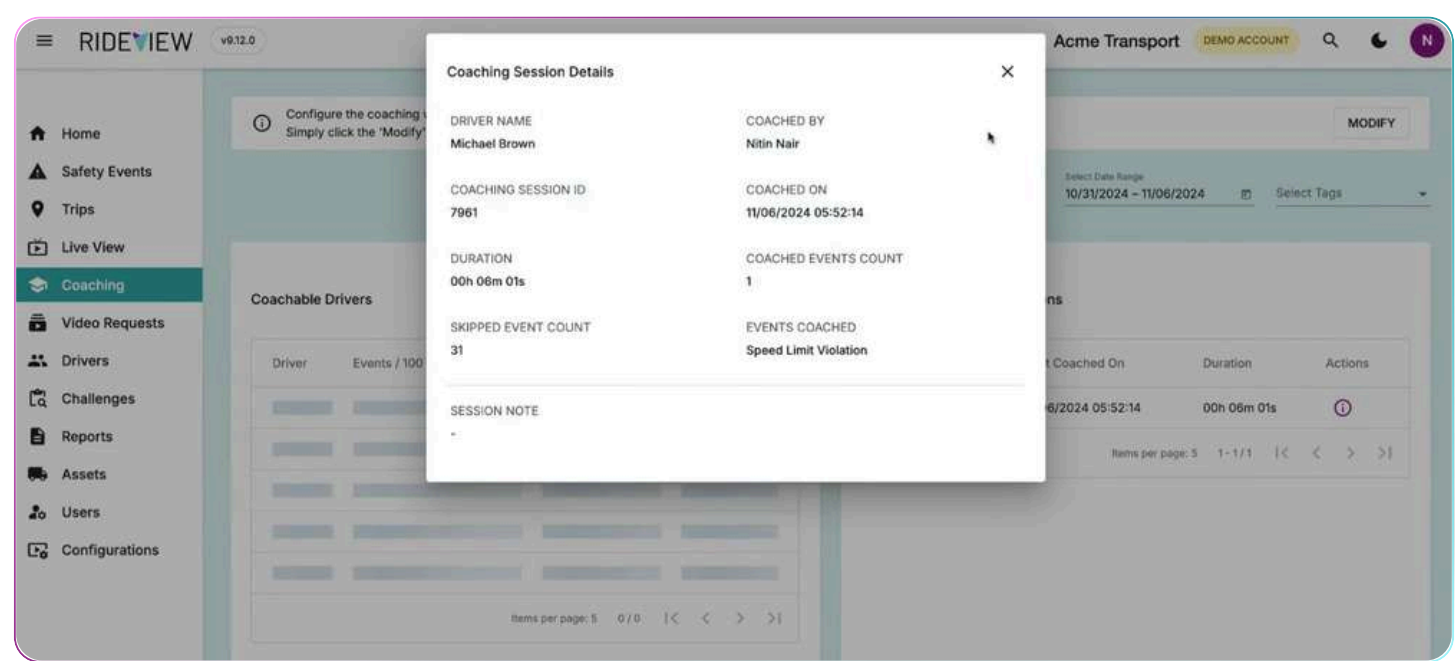 RIDEVIEW
v9.12.0
Acme Transport
DEMO ACCOUNT
N
Home
Safety Events
Trips
Live View
Coaching
Video Requests
Drivers
Challenges
Reports
Assets
Users
Configurations
Configure the coaching
Simply click the 'Modify'
MODIFY
Select Date Range
10/31/2024 – 11/06/2024
Select Tags
Coaching Session Details
DRIVER NAME
Michael Brown
COACHED BY
Nitin Nair
COACHING SESSION ID
7961
COACHED ON
11/06/2024 05:52:14
DURATION
00h 06m 01s
COACHED EVENTS COUNT
1
SKIPPED EVENT COUNT
31
EVENTS COACHED
Speed Limit Violation
SESSION NOTE
-
Coachable Drivers
Driver
Events / 100
Items per page: 5
0 / 0
ns
Coached On
Duration
Actions
6/2024 05:52:14
00h 06m 01s
Items per page: 5
1 - 1 / 1